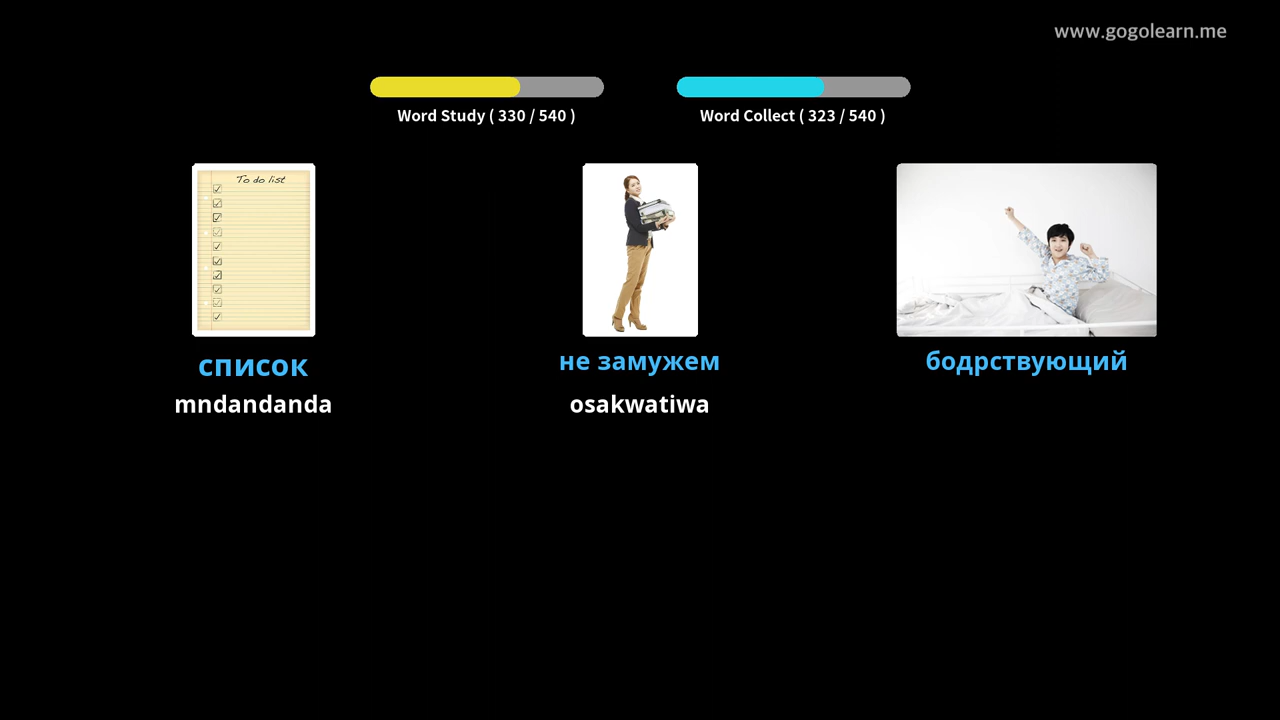 www.gogolearn.me
Word Study ( 330 / 540 )
Word Collect ( 323 / 540 )
To do list
список
не замужем
бодрствующий
mndandanda
osakwatiwa